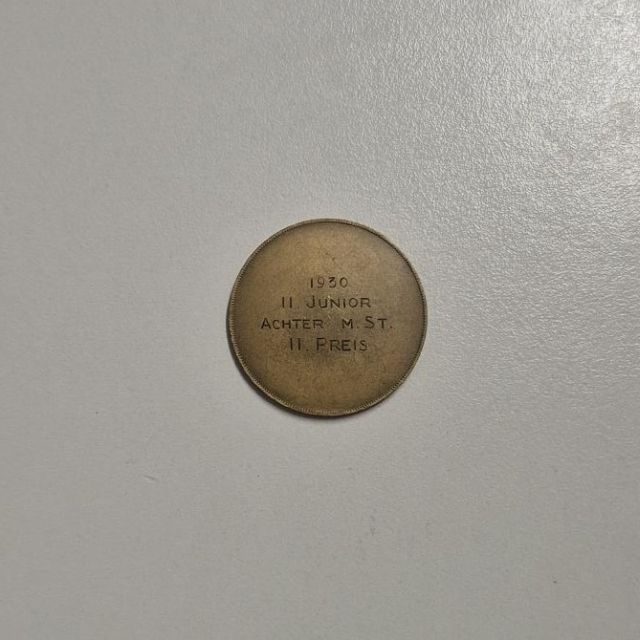 1930
II. JUNIOR
ACHTER M. ST.
II. PREIS